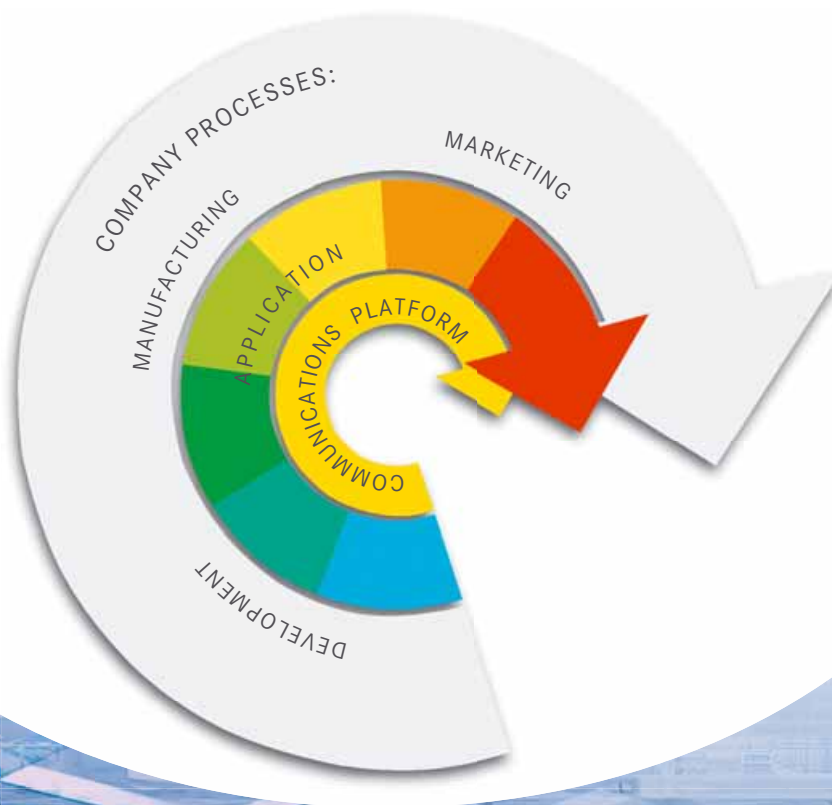 COMPANY PROCESSES:
MARKETING
MANUFACTURING
APPLICATION
COMMUNICATIONS PLATFORM
DEVELOPMENT